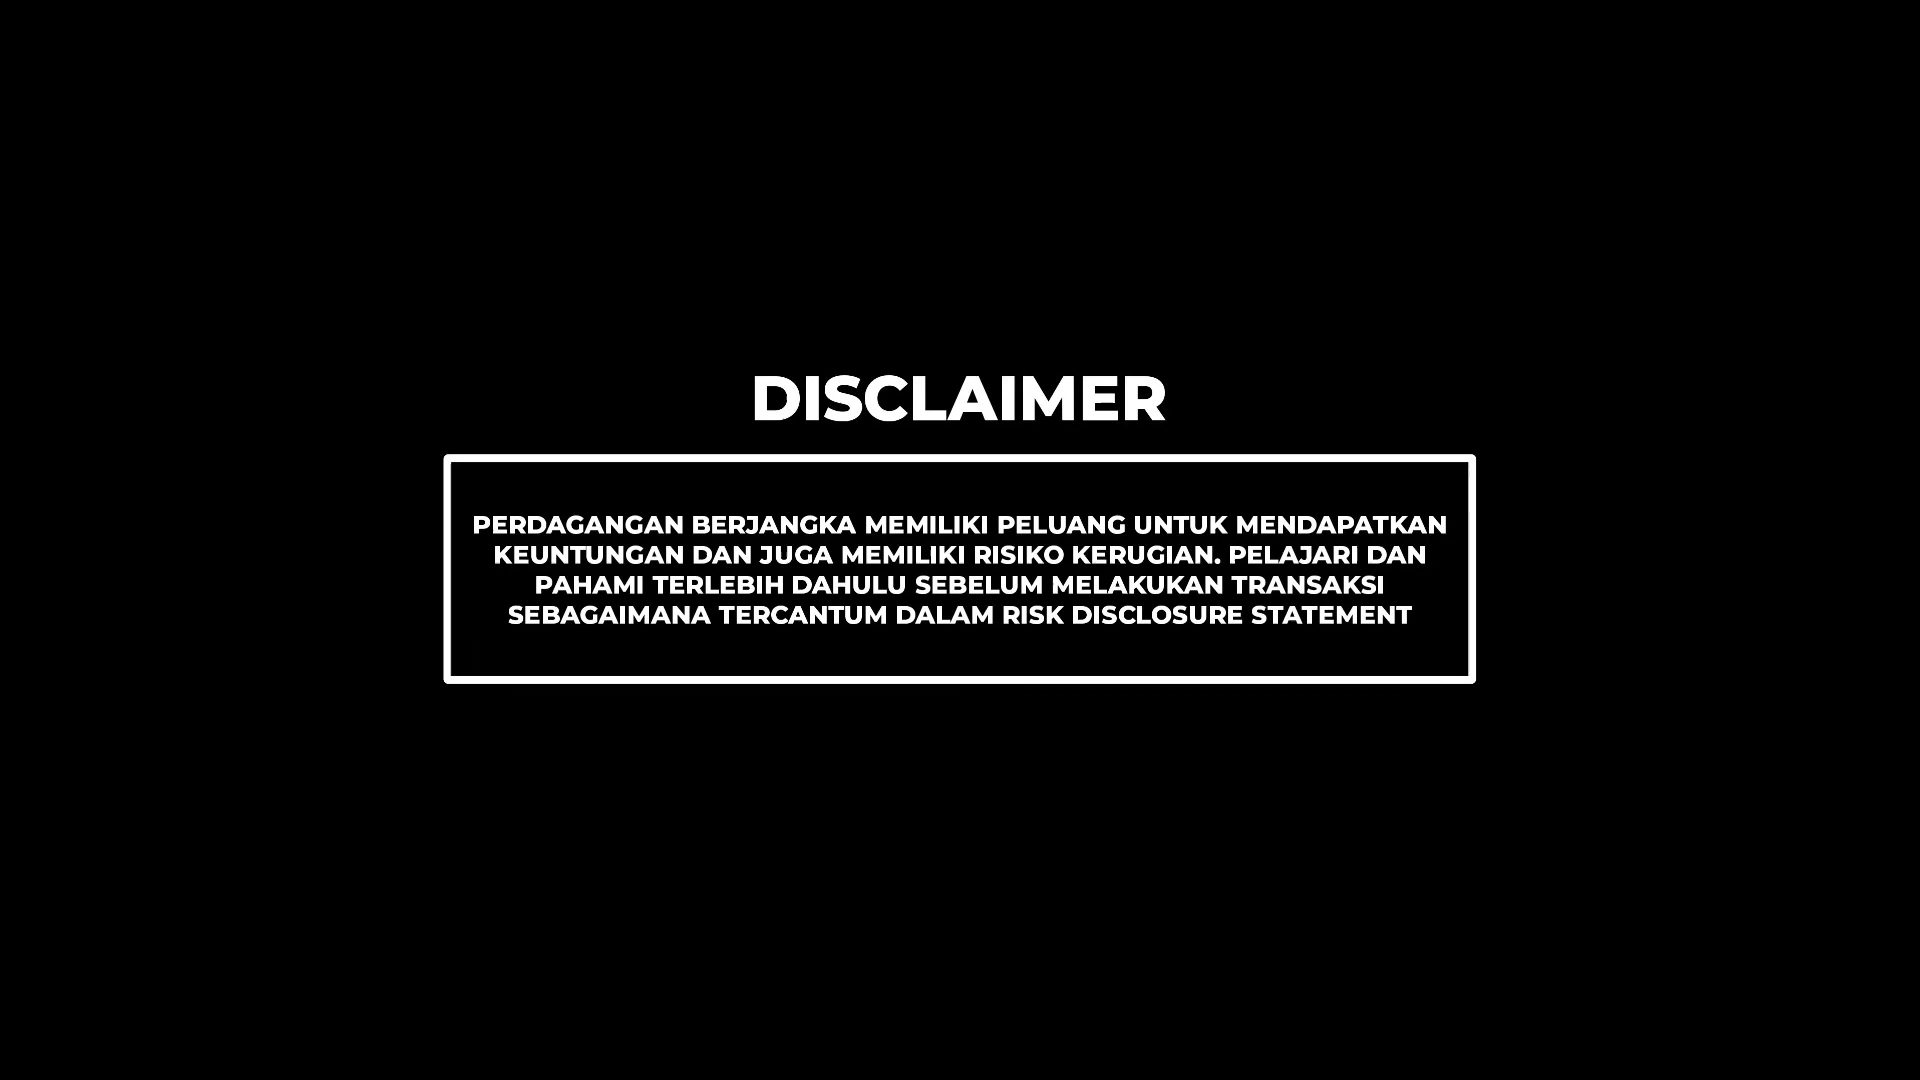 DISCLAIMER
PERDAGANGAN BERJANGKA MEMILIKI PELUANG UNTUK MENDAPATKAN
KEUNTUNGAN DAN JUGA MEMILIKI RISIKO KERUGIAN. PELAJARI DAN
PAHAMI TERLEBIH DAHULU SEBELUM MELAKUKAN TRANSAKSI
SEBAGAIMANA TERCANTUM DALAM RISK DISCLOSURE STATEMENT